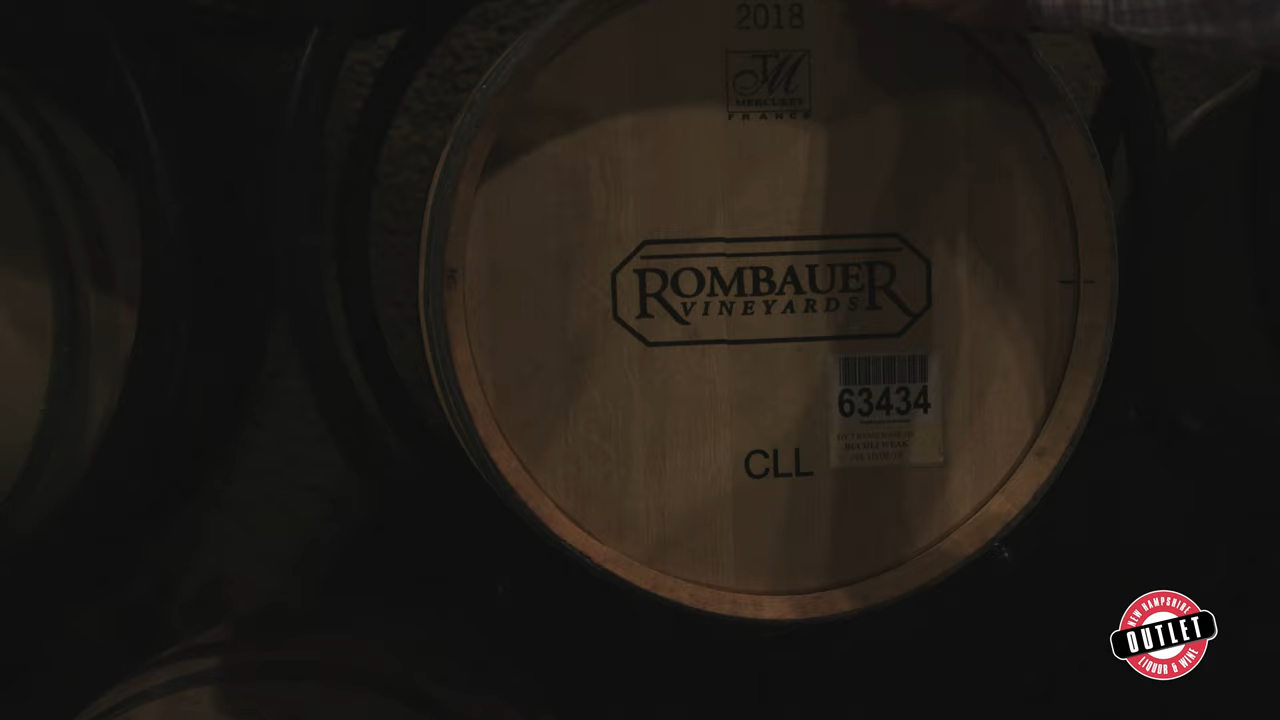 2018
TM
MERCUREY
FRANCE
ROMBAUER
VINEYARDS
63434
CLL
NEW HAMPSHIRE
OUTLET
LIQUOR & WINE